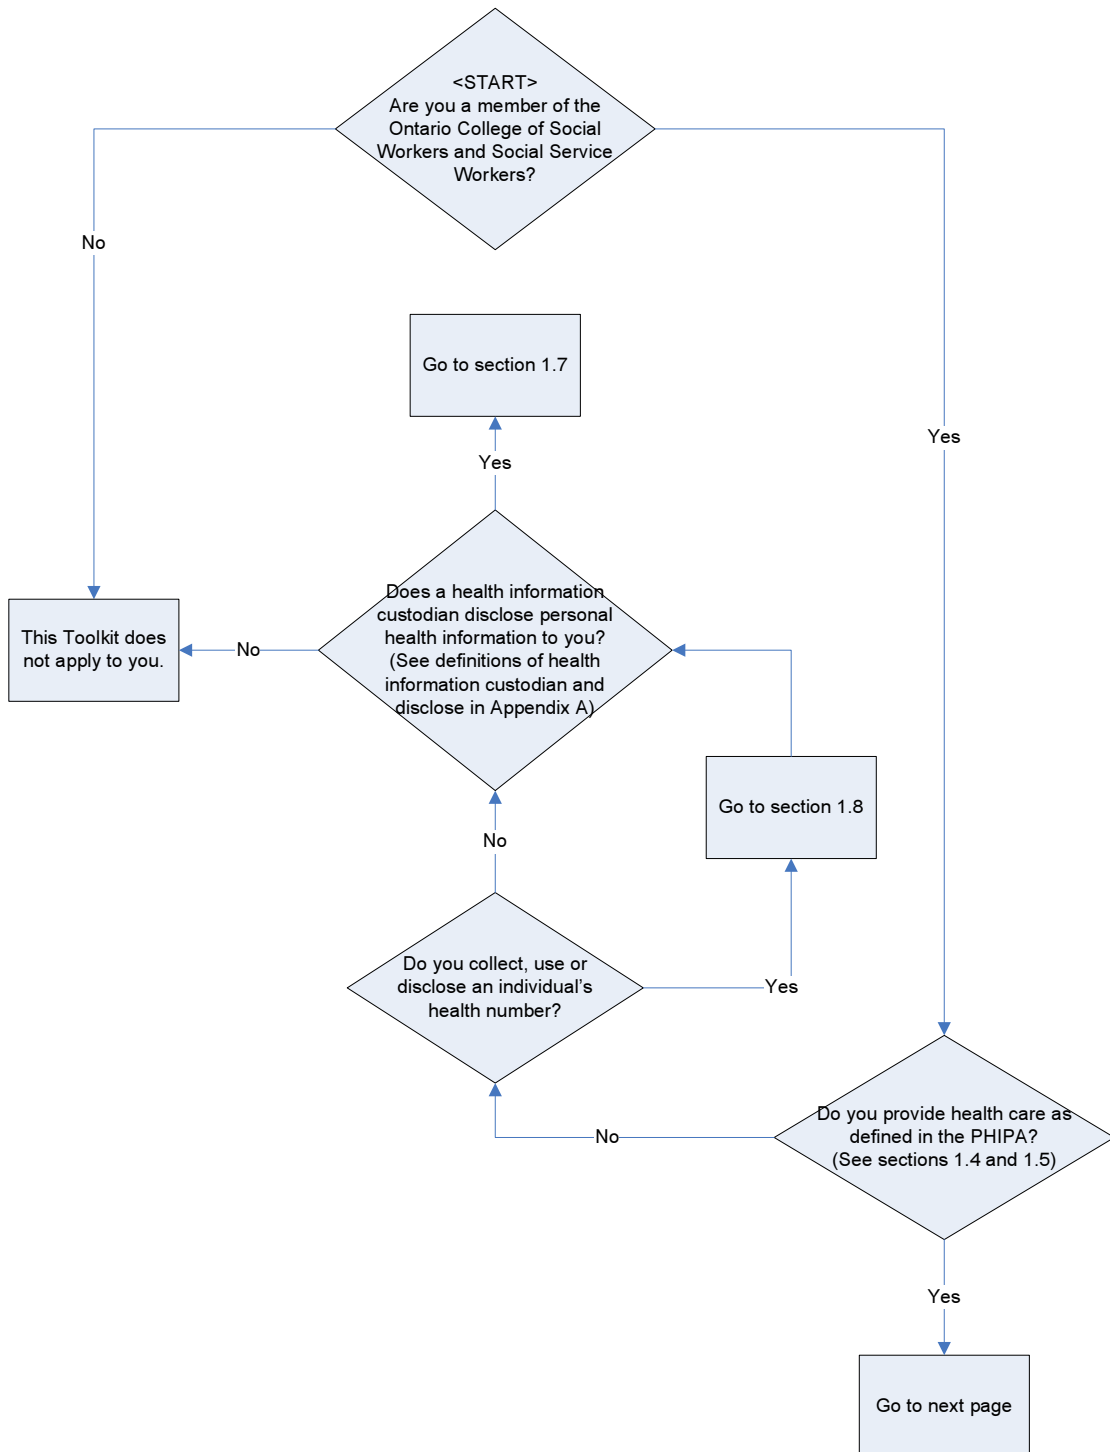 <START>
Are you a member of the
Ontario College of Social
Workers and Social Service
Workers?
No
Yes
Go to section 1.7
Yes
Does a health information
custodian disclose personal
health information to you?
(See definitions of health
information custodian and
disclose in Appendix A)
No
This Toolkit does
not apply to you.
Go to section 1.8
No
Do you collect, use or
disclose an individual’s
health number?
Yes
Do you provide health care as
defined in the PHIPA?
(See sections 1.4 and 1.5)
No
Yes
Go to next page